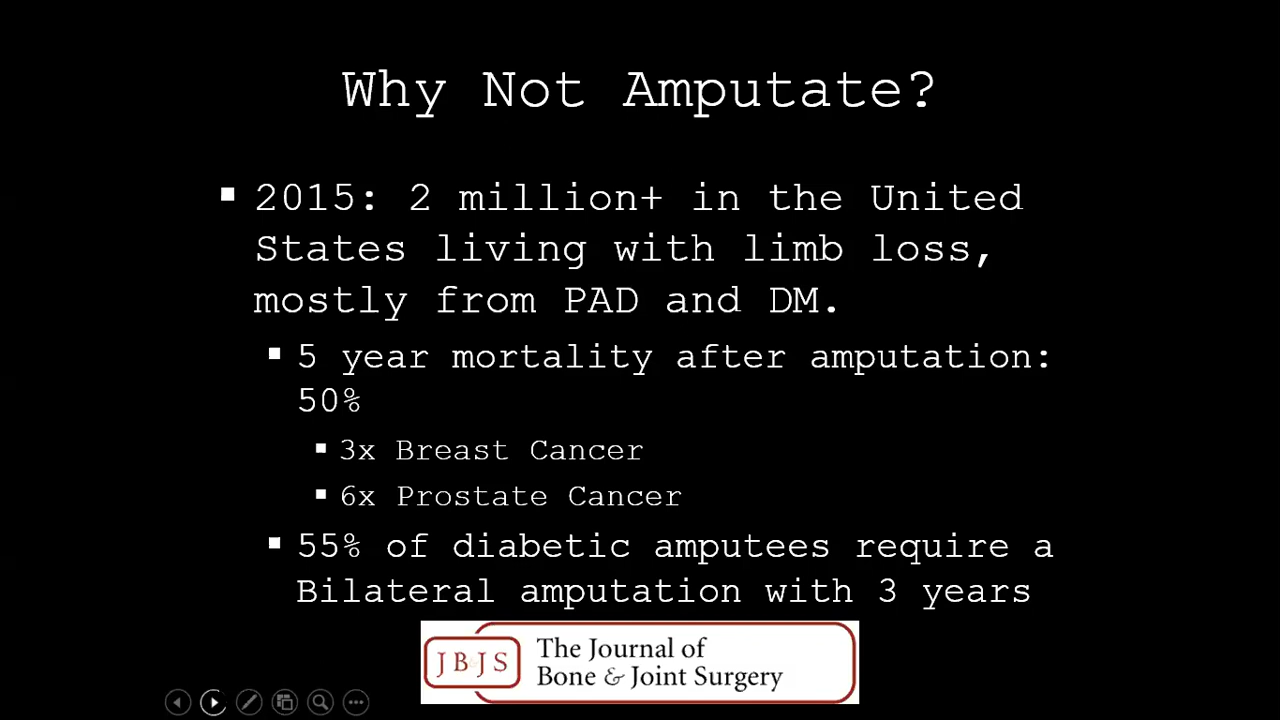 Why Not Amputate?
▪ 2015: 2 million+ in the United
States living with limb loss,
mostly from PAD and DM.
▪ 5 year mortality after amputation:
50%
▪ 3x Breast Cancer
▪ 6x Prostate Cancer
▪ 55% of diabetic amputees require a
Bilateral amputation with 3 years
JB&JS
The Journal of
Bone & Joint Surgery